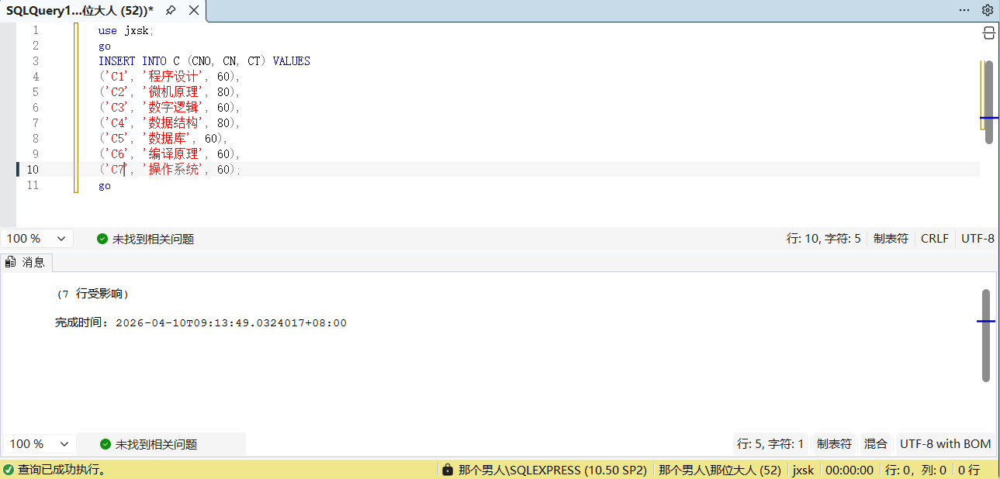 SQLQuery1...位大人 (52))*
1 use jxsk;
2 go
3 INSERT INTO C (CNO, CN, CT) VALUES
4 ('C1', '程序设计', 60),
5 ('C2', '微机原理', 80),
6 ('C3', '数字逻辑', 60),
7 ('C4', '数据结构', 80),
8 ('C5', '数据库', 60),
9 ('C6', '编译原理', 60),
10 ('C7', '操作系统', 60);
11 go
100 % 未找到相关问题 行: 10, 字符: 5 制表符 CRLF UTF-8
消息
(7 行受影响)
完成时间: 2026-04-10T09:13:49.0324017+08:00
100 % 未找到相关问题 行: 5, 字符: 1 制表符 混合 UTF-8 with BOM
查询已成功执行。 那个男人\SQLEXPRESS (10.50 SP2) 那个男人\那位大人 (52) jxsk 00:00:00 行: 0, 列: 0 0 行